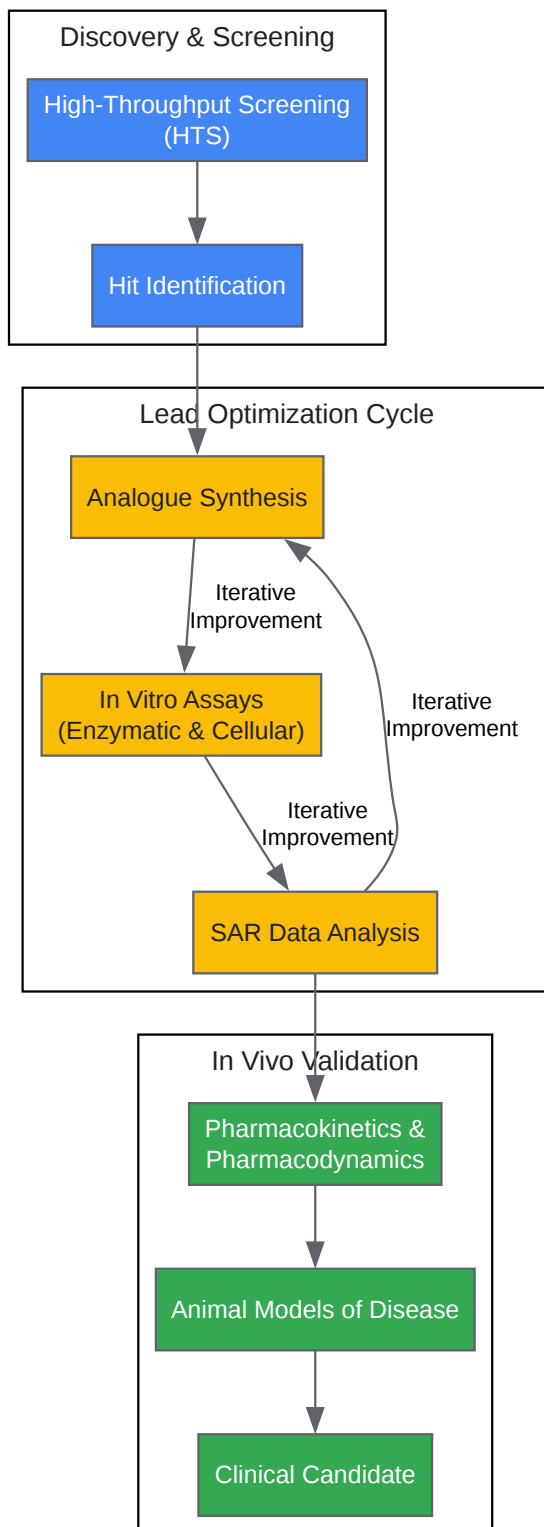 Discovery & Screening
High-Throughput Screening
(HTS)
Hit Identification
Lead Optimization Cycle
Analogue Synthesis
Iterative
Improvement
In Vitro Assays
(Enzymatic & Cellular)
Iterative
Improvement
Iterative
Improvement
SAR Data Analysis
In Vivo Validation
Pharmacokinetics &
Pharmacodynamics
Animal Models of Disease
Clinical Candidate